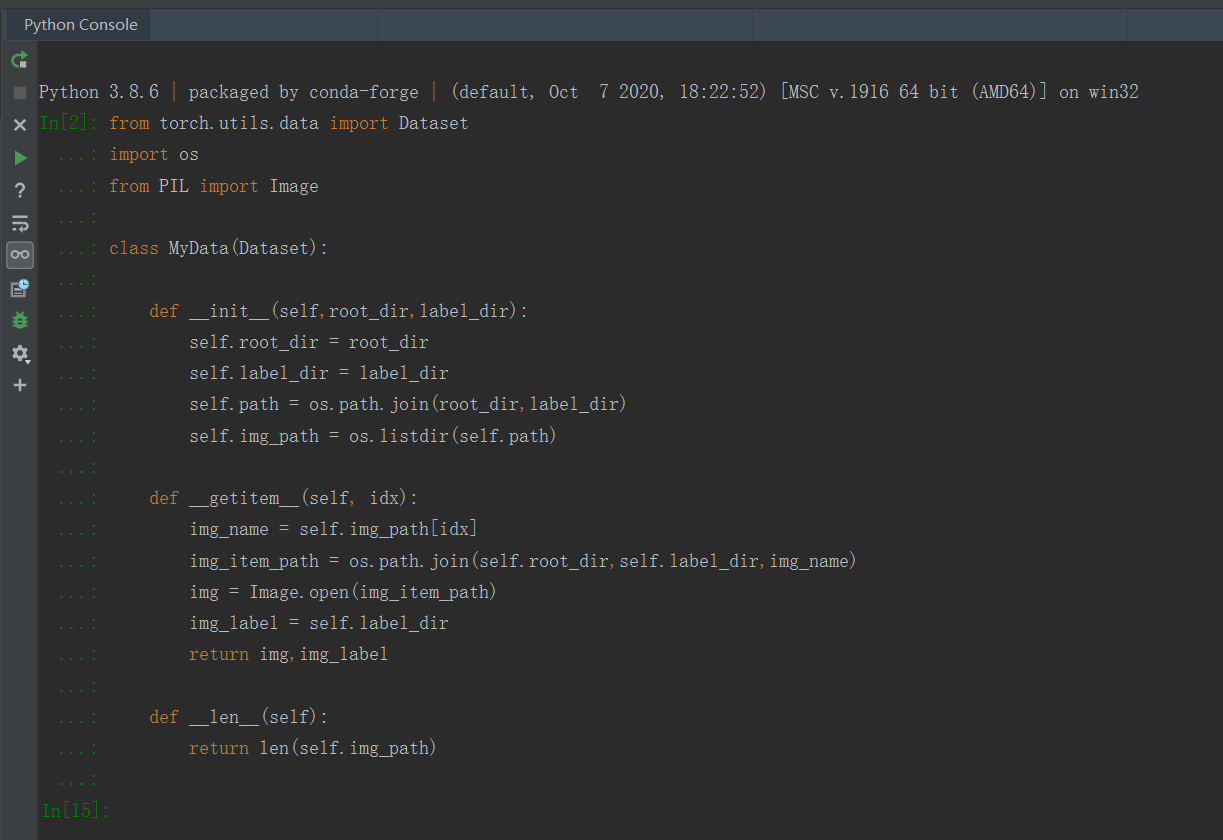 Python Console
Python 3.8.6 | packaged by conda-forge | (default, Oct  7 2020, 18:22:52) [MSC v.1916 64 bit (AMD64)] on win32
In[2]: from torch.utils.data import Dataset
...: import os
...: from PIL import Image
...:
...: class MyData(Dataset):
...:
...:     def __init__(self,root_dir,label_dir):
...:         self.root_dir = root_dir
...:         self.label_dir = label_dir
...:         self.path = os.path.join(root_dir,label_dir)
...:         self.img_path = os.listdir(self.path)
...:
...:     def __getitem__(self, idx):
...:         img_name = self.img_path[idx]
...:         img_item_path = os.path.join(self.root_dir,self.label_dir,img_name)
...:         img = Image.open(img_item_path)
...:         img_label = self.label_dir
...:         return img,img_label
...:
...:     def __len__(self):
...:         return len(self.img_path)
...:
In[15]: